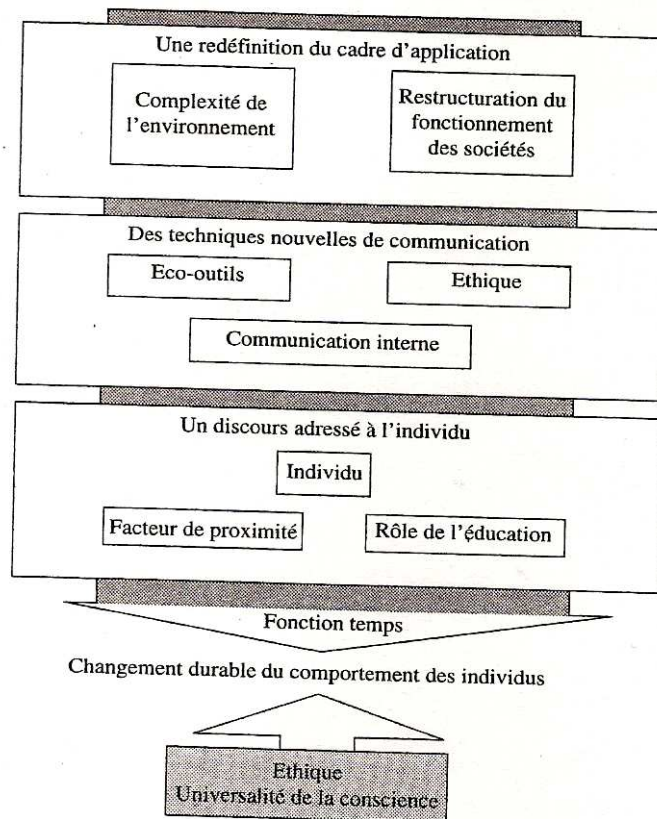 Une redéfinition du cadre d'application
Complexité de
l'environnement
Restructuration du
fonctionnement
des sociétés
Des techniques nouvelles de communication
Eco-outils
Ethique
Communication interne
Un discours adressé à l'individu
Individu
Facteur de proximité
Rôle de l'éducation
Fonction temps
Changement durable du comportement des individus
Ethique
Universalité de la conscience